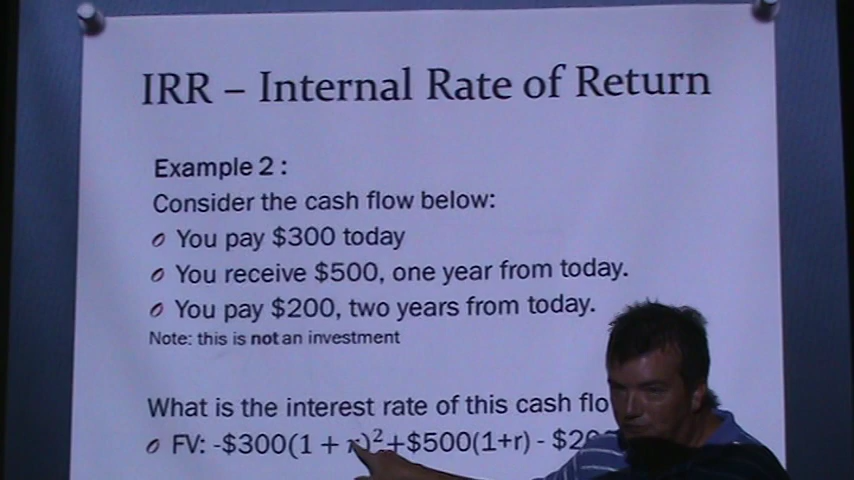 IRR – Internal Rate of Return
Example 2 :
Consider the cash flow below:
You pay $300 today
You receive $500, one year from today.
You pay $200, two years from today.
Note: this is not an investment
What is the interest rate of this cash
FV: -$300(1 + r)²+$500(1+r) -